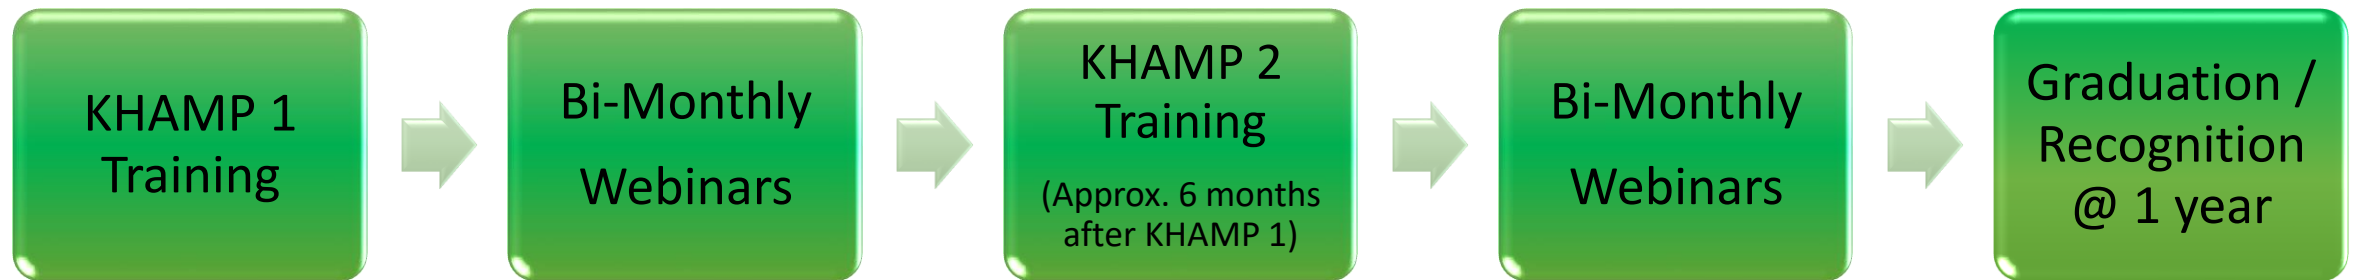 KHAMP 1
Training
Bi-Monthly
Webinars
KHAMP 2
Training
(Approx. 6 months
after KHAMP 1)
Bi-Monthly
Webinars
Graduation /
Recognition
@ 1 year